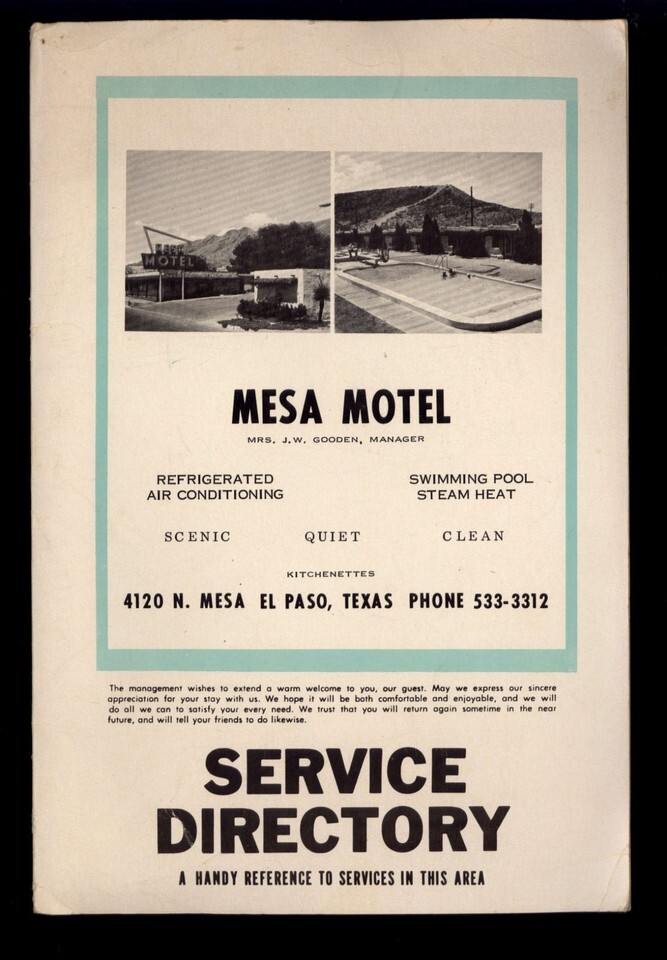 MESA
MOTEL
MESA MOTEL
MRS. J.W. GOODEN, MANAGER
REFRIGERATED
AIR CONDITIONING
SWIMMING POOL
STEAM HEAT
SCENIC QUIET CLEAN
KITCHENETTES
4120 N. MESA EL PASO, TEXAS PHONE 533-3312
The management wishes to extend a warm welcome to you, our guest. May we express our sincere
appreciation for your stay with us. We hope it will be both comfortable and enjoyable, and we will
do all we can to satisfy your every need. We trust that you will return again sometime in the near
future, and will tell your friends to do likewise.
SERVICE
DIRECTORY
A HANDY REFERENCE TO SERVICES IN THIS AREA